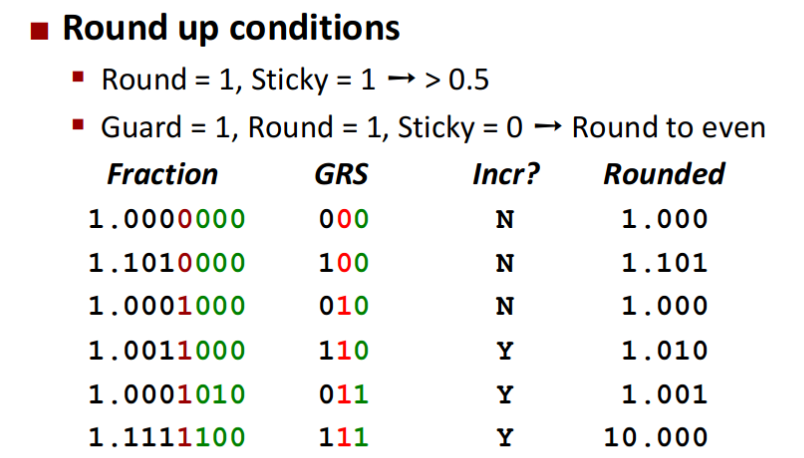 ■ Round up conditions
▪ Round = 1, Sticky = 1 → > 0.5
▪ Guard = 1, Round = 1, Sticky = 0 → Round to even
Fraction GRS Incr? Rounded
1.0000000 000 N 1.000
1.1010000 100 N 1.101
1.0001000 010 N 1.000
1.0011000 110 Y 1.010
1.0001010 011 Y 1.001
1.1111100 111 Y 10.000